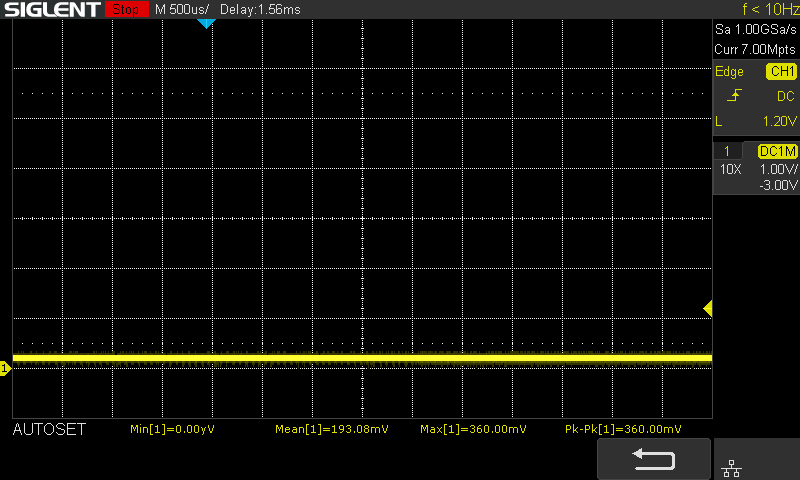 SIGLENT Stop M 500us/ Delay:1.56ms f < 10Hz
Sa 1.00GSa/s
Curr 7.00Mpts
Edge CH1
DC
L 1.20V
1 DC1M
10X 1.00V/
-3.00V
1
AUTOSET Min[1]=0.00yV Mean[1]=193.08mV Max[1]=360.00mV Pk-Pk[1]=360.00mV